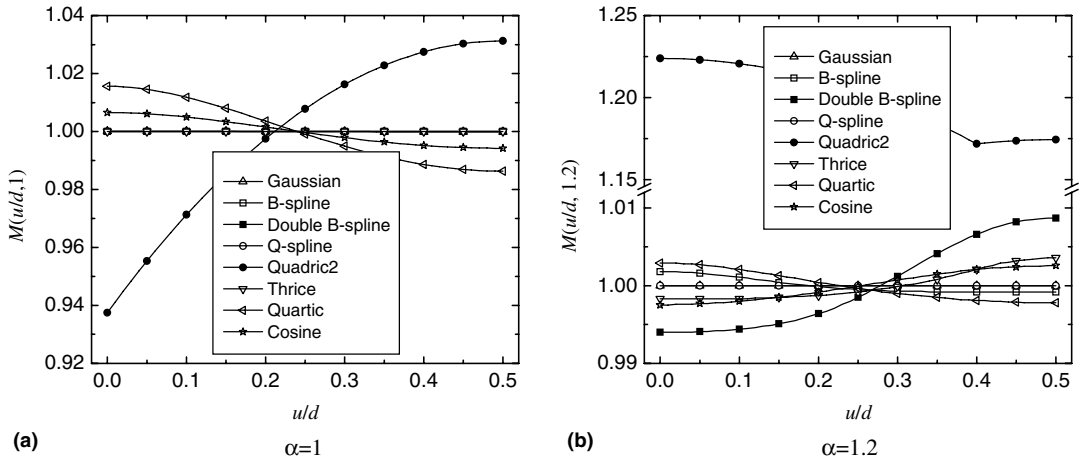 1.04
1.02
1.00
0.98
0.96
0.94
0.92
M(u/d,1)
Gaussian
B-spline
Double B-spline
Q-spline
Quadric2
Thrice
Quartic
Cosine
0.0 0.1 0.2 0.3 0.4 0.5
u/d
(a)
α=1
1.25
1.20
1.15
1.01
1.00
0.99
M(u/d, 1.2)
Gaussian
B-spline
Double B-spline
Q-spline
Quadric2
Thrice
Quartic
Cosine
0.0 0.1 0.2 0.3 0.4 0.5
u/d
(b)
α=1.2